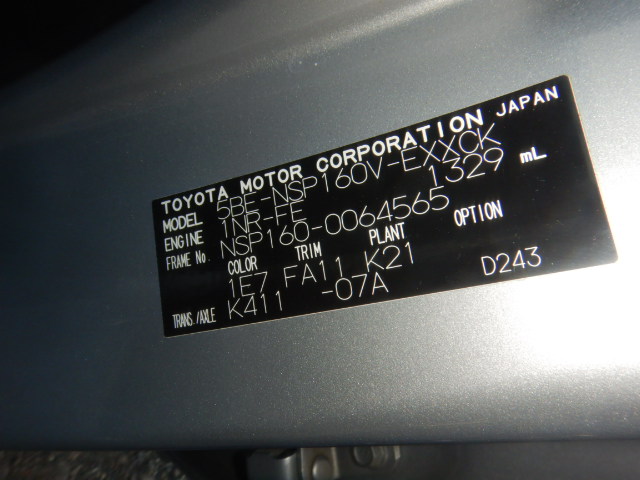 TOYOTA MOTOR CORPORATION JAPAN
MODEL 5BE-NSP160V-EXXCK
ENGINE 1NR-FE 1329 mL
FRAME No. NSP160-0064565
COLOR TRIM PLANT OPTION
1E7 FA11 K21
TRANS./AXLE K411 -07A D243